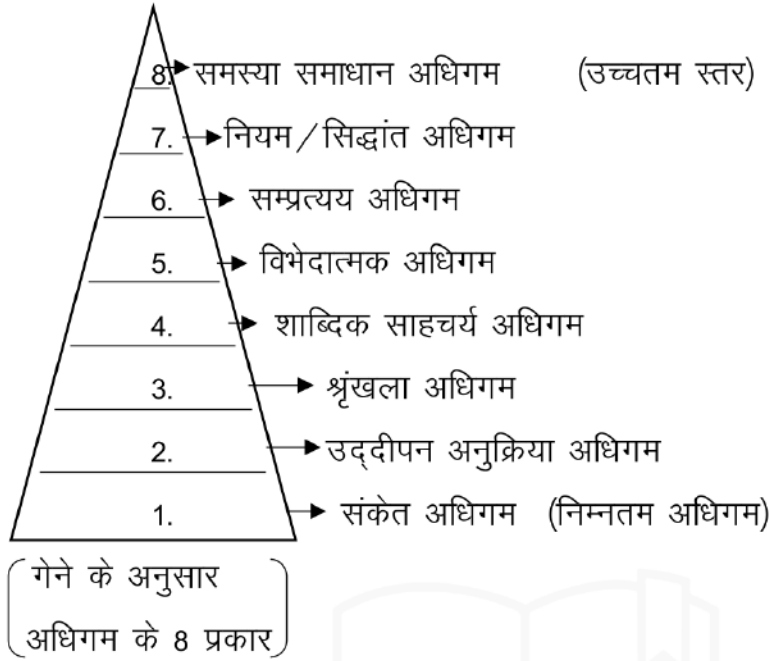 8. समस्या समाधान अधिगम (उच्चतम स्तर)
7. नियम/सिद्धांत अधिगम
6. सम्प्रत्यय अधिगम
5. विभेदात्मक अधिगम
4. शाब्दिक साहचर्य अधिगम
3. श्रृंखला अधिगम
2. उद्दीपन अनुक्रिया अधिगम
1. संकेत अधिगम (निम्नतम अधिगम)
गेने के अनुसार
अधिगम के 8 प्रकार